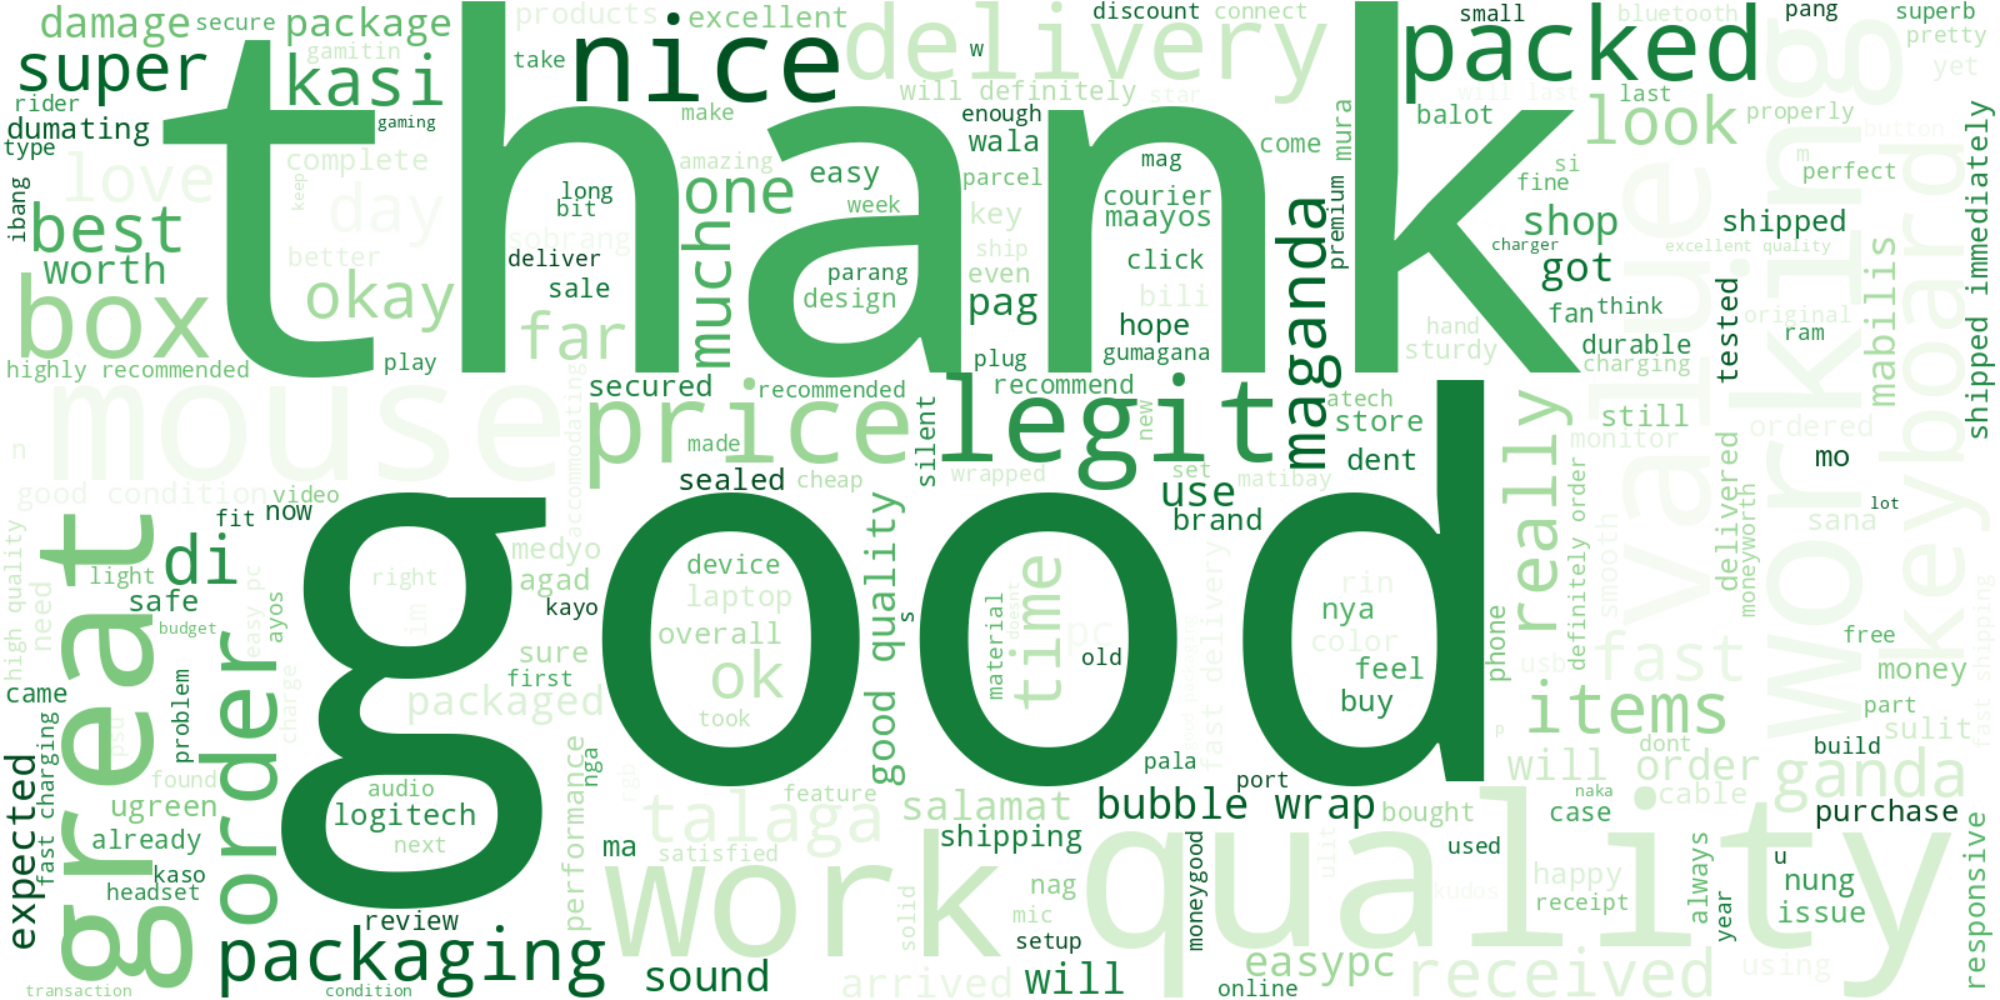 thank
good
quality
mouse
working
work
delivery
value
keyboard
great
nice
packed
legit
price
box
order
packaging
received
super
kasi
love
best
day
okay
far
one
much
maganda
look
really
fast
items
time
ok
di
talaga
ganda
sound
will
arrived
easypc
salamat
bubble wrap
damage
secure
package
gamitin
products
excellent
take
w
will definitely
star
discount
connect
small
bluetooth
pang
superb
pretty
yet
will last
last
balot
properly
button
rider
dumating
type
gaming
complete
keep
ibang
worth
better
highly recommended
play
make
amazing
long
bit
sobrang
deliver
sale
easy
week
parang
design
enough
wala
parcel
key
ship
even
pag
plug
mag
courier
maayos
click
bili
hope
gumagana
come
mura
premium
si
fine
m
perfect
shop
shipped
charger
excellent quality
got
fan
think
original
ram
hand
sturdy
durable
charging
tested
mabilis
shipped immediately
secured
recommended
recommend
made
silent
new
atech
store
dent
still
monitor
ordered
mo
lot
sana
n
good condition
video
accommodating
sealed
cheap
wrapped
set
matibay
use
brand
fit
now
light
safe
budget
high quality
need
easy pc
ayos
right
im
medyo
agad
kayo
sure
first
packaged
device
laptop
overall
took
s
good quality
material
doesnt
pc
old
good packaging
fast delivery
rin
nya
color
feel
buy
phone
usb
p
definitely order
smooth
delivered
moneyworth
free
money
part
sulit
build
fast shipping
came
expected
fast charging
psu
problem
charge
found
ugreen
already
kaso
headset
transaction
condition
review
audio
logitech
next
performance
nga
rgb
ma
satisfied
feature
shipping
pala
port
bought
used
solid
nag
mic
setup
moneygood
online
ulit
kudos
happy
receipt
will order
dont
naka
cable
case
purchase
always
year
u
nung
issue
using
responsive